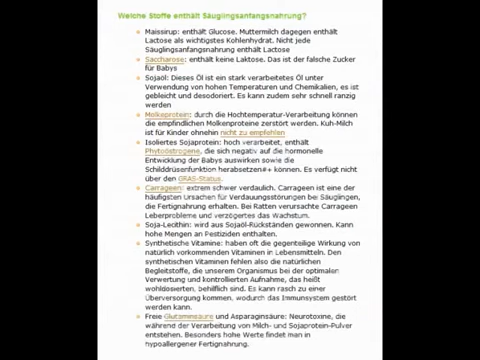 Welche Stoffe enthält Säuglingsanfangsnahrung?
Maissirup: enthält Glucose. Muttermilch dagegen enthält
Lactose als wichtigstes Kohlenhydrat. Nicht jede
Säuglingsanfangsnahrung enthält Lactose
Saccharose: enthält keine Laktose. Das ist der falsche Zucker
für Babys
Sojaöl: Dieses Öl ist ein stark verarbeitetes Öl unter
Verwendung von hohen Temperaturen und Chemikalien, es ist
gebleicht und desodoriert. Es kann zudem sehr schnell ranzig
werden
Molkeprotein: durch die Hochtemperatur-Verarbeitung können
die empfindlichen Molkenproteine zerstört werden. Kuh-Milch
ist für Kinder ohnehin nicht zu empfehlen
Isoliertes Sojaprotein: hoch verarbeitet, enthält
Phytoöstrogene, die sich negativ auf die hormonelle
Entwicklung der Babys auswirken sowie die
Schilddrüsenfunktion herabsetzen#+ können. Es verfügt nicht
über den GRAS-Status.
Carrageen: extrem schwer verdaulich. Carrageen ist eine der
häufigsten Ursachen für Verdauungsstörungen bei Säuglingen,
die Fertignahrung erhalten. Bei Ratten verursachte Carrageen
Leberprobleme und verzögertes das Wachstum.
Soja-Lecithin: wird aus Sojaöl-Rückständen gewonnen. Kann
hohe Mengen an Pestiziden enthalten.
Synthetische Vitamine: haben oft die gegenteilige Wirkung von
natürlich vorkommenden Vitaminen in Lebensmitteln. Den
synthetischen Vitaminen fehlen also die natürlichen
Begleitstoffe, die unserem Organismus bei der optimalen
Verwertung und kontrollierten Aufnahme, das heißt
wohldosierten, behilflich sind. Es kann rasch zu einer
Überversorgung kommen, wodurch das Immunsystem gestört
werden kann.
Freie Glutaminsäure und Asparaginsäure: Neurotoxine, die
während der Verarbeitung von Milch- und Sojaprotein-Pulver
entstehen. Besonders hohe Werte findet man in
hypoallergener Fertignahrung.